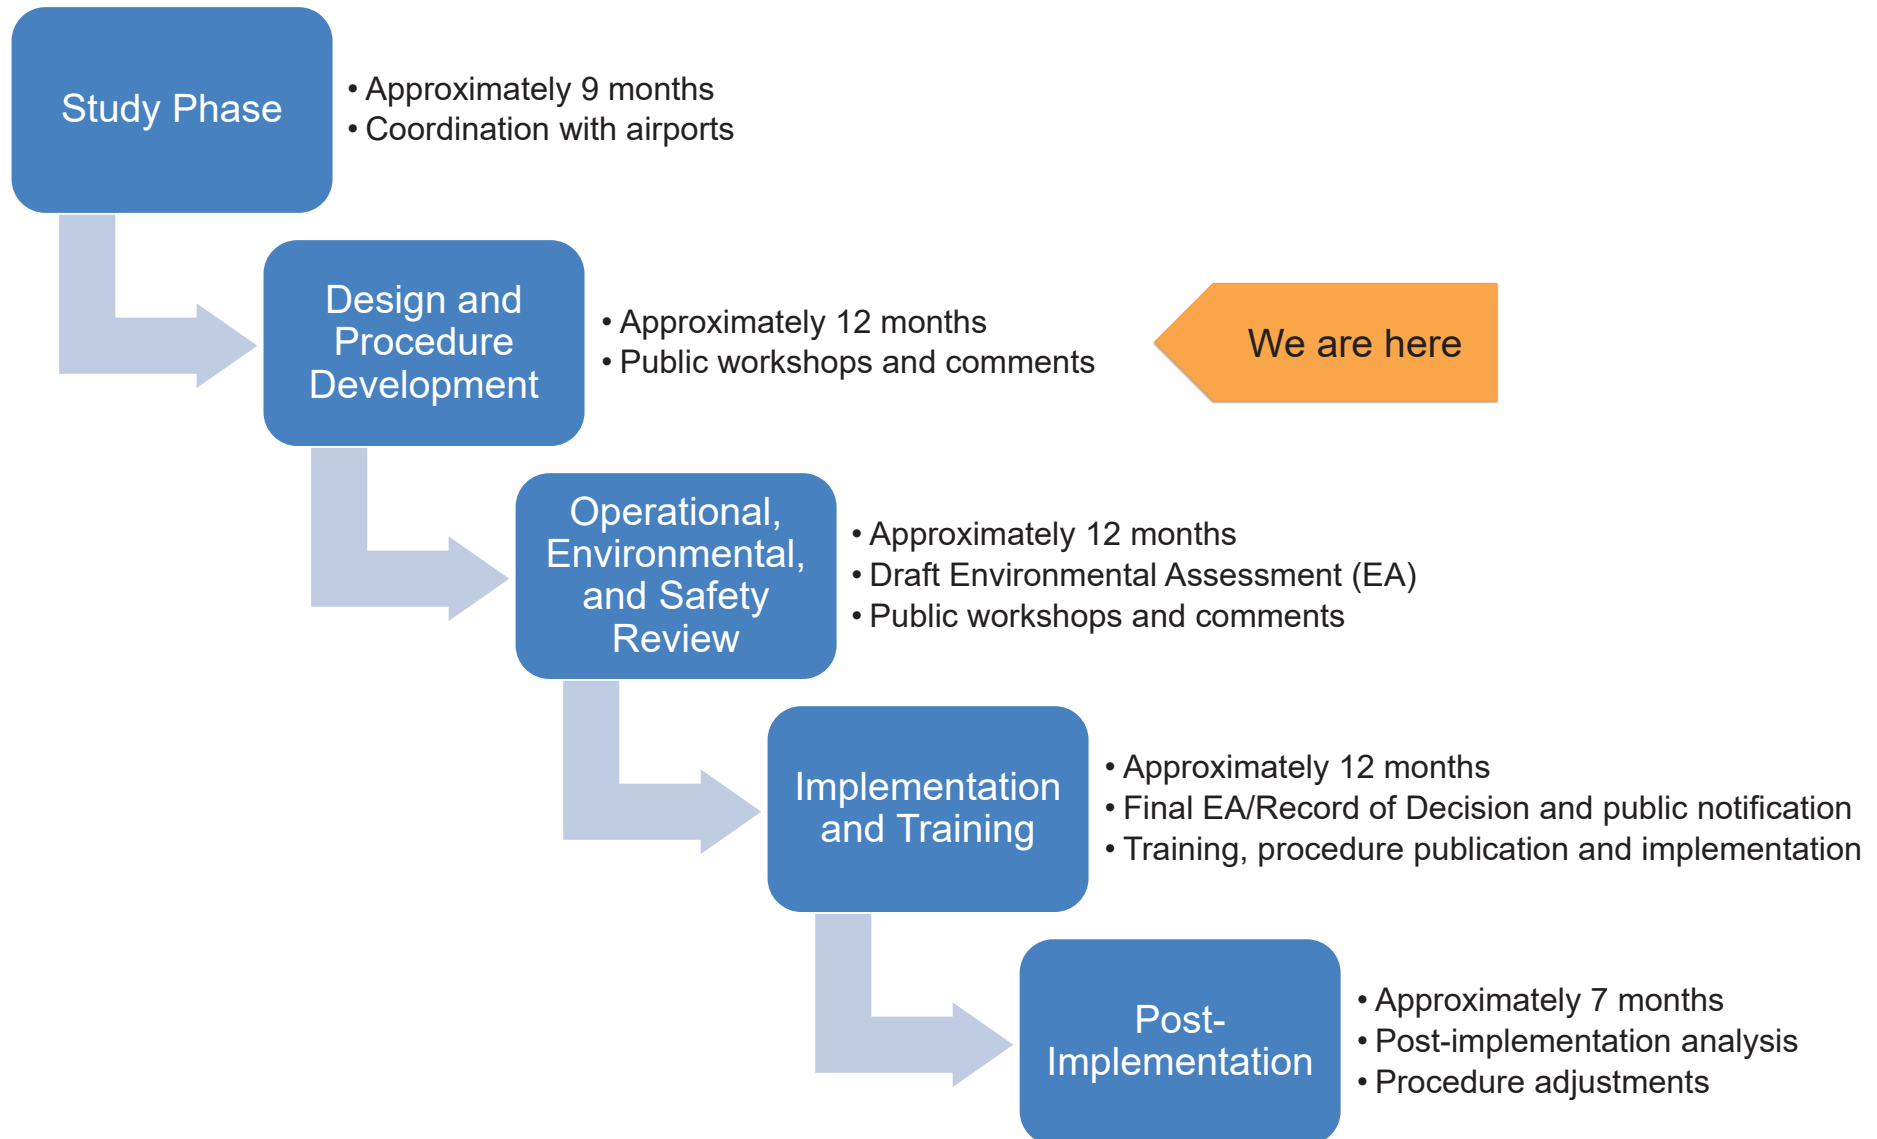 Study Phase
• Approximately 9 months
• Coordination with airports
Design and
Procedure
Development
• Approximately 12 months
• Public workshops and comments
We are here
Operational,
Environmental,
and Safety
Review
• Approximately 12 months
• Draft Environmental Assessment (EA)
• Public workshops and comments
Implementation
and Training
• Approximately 12 months
• Final EA/Record of Decision and public notification
• Training, procedure publication and implementation
Post-
Implementation
• Approximately 7 months
• Post-implementation analysis
• Procedure adjustments